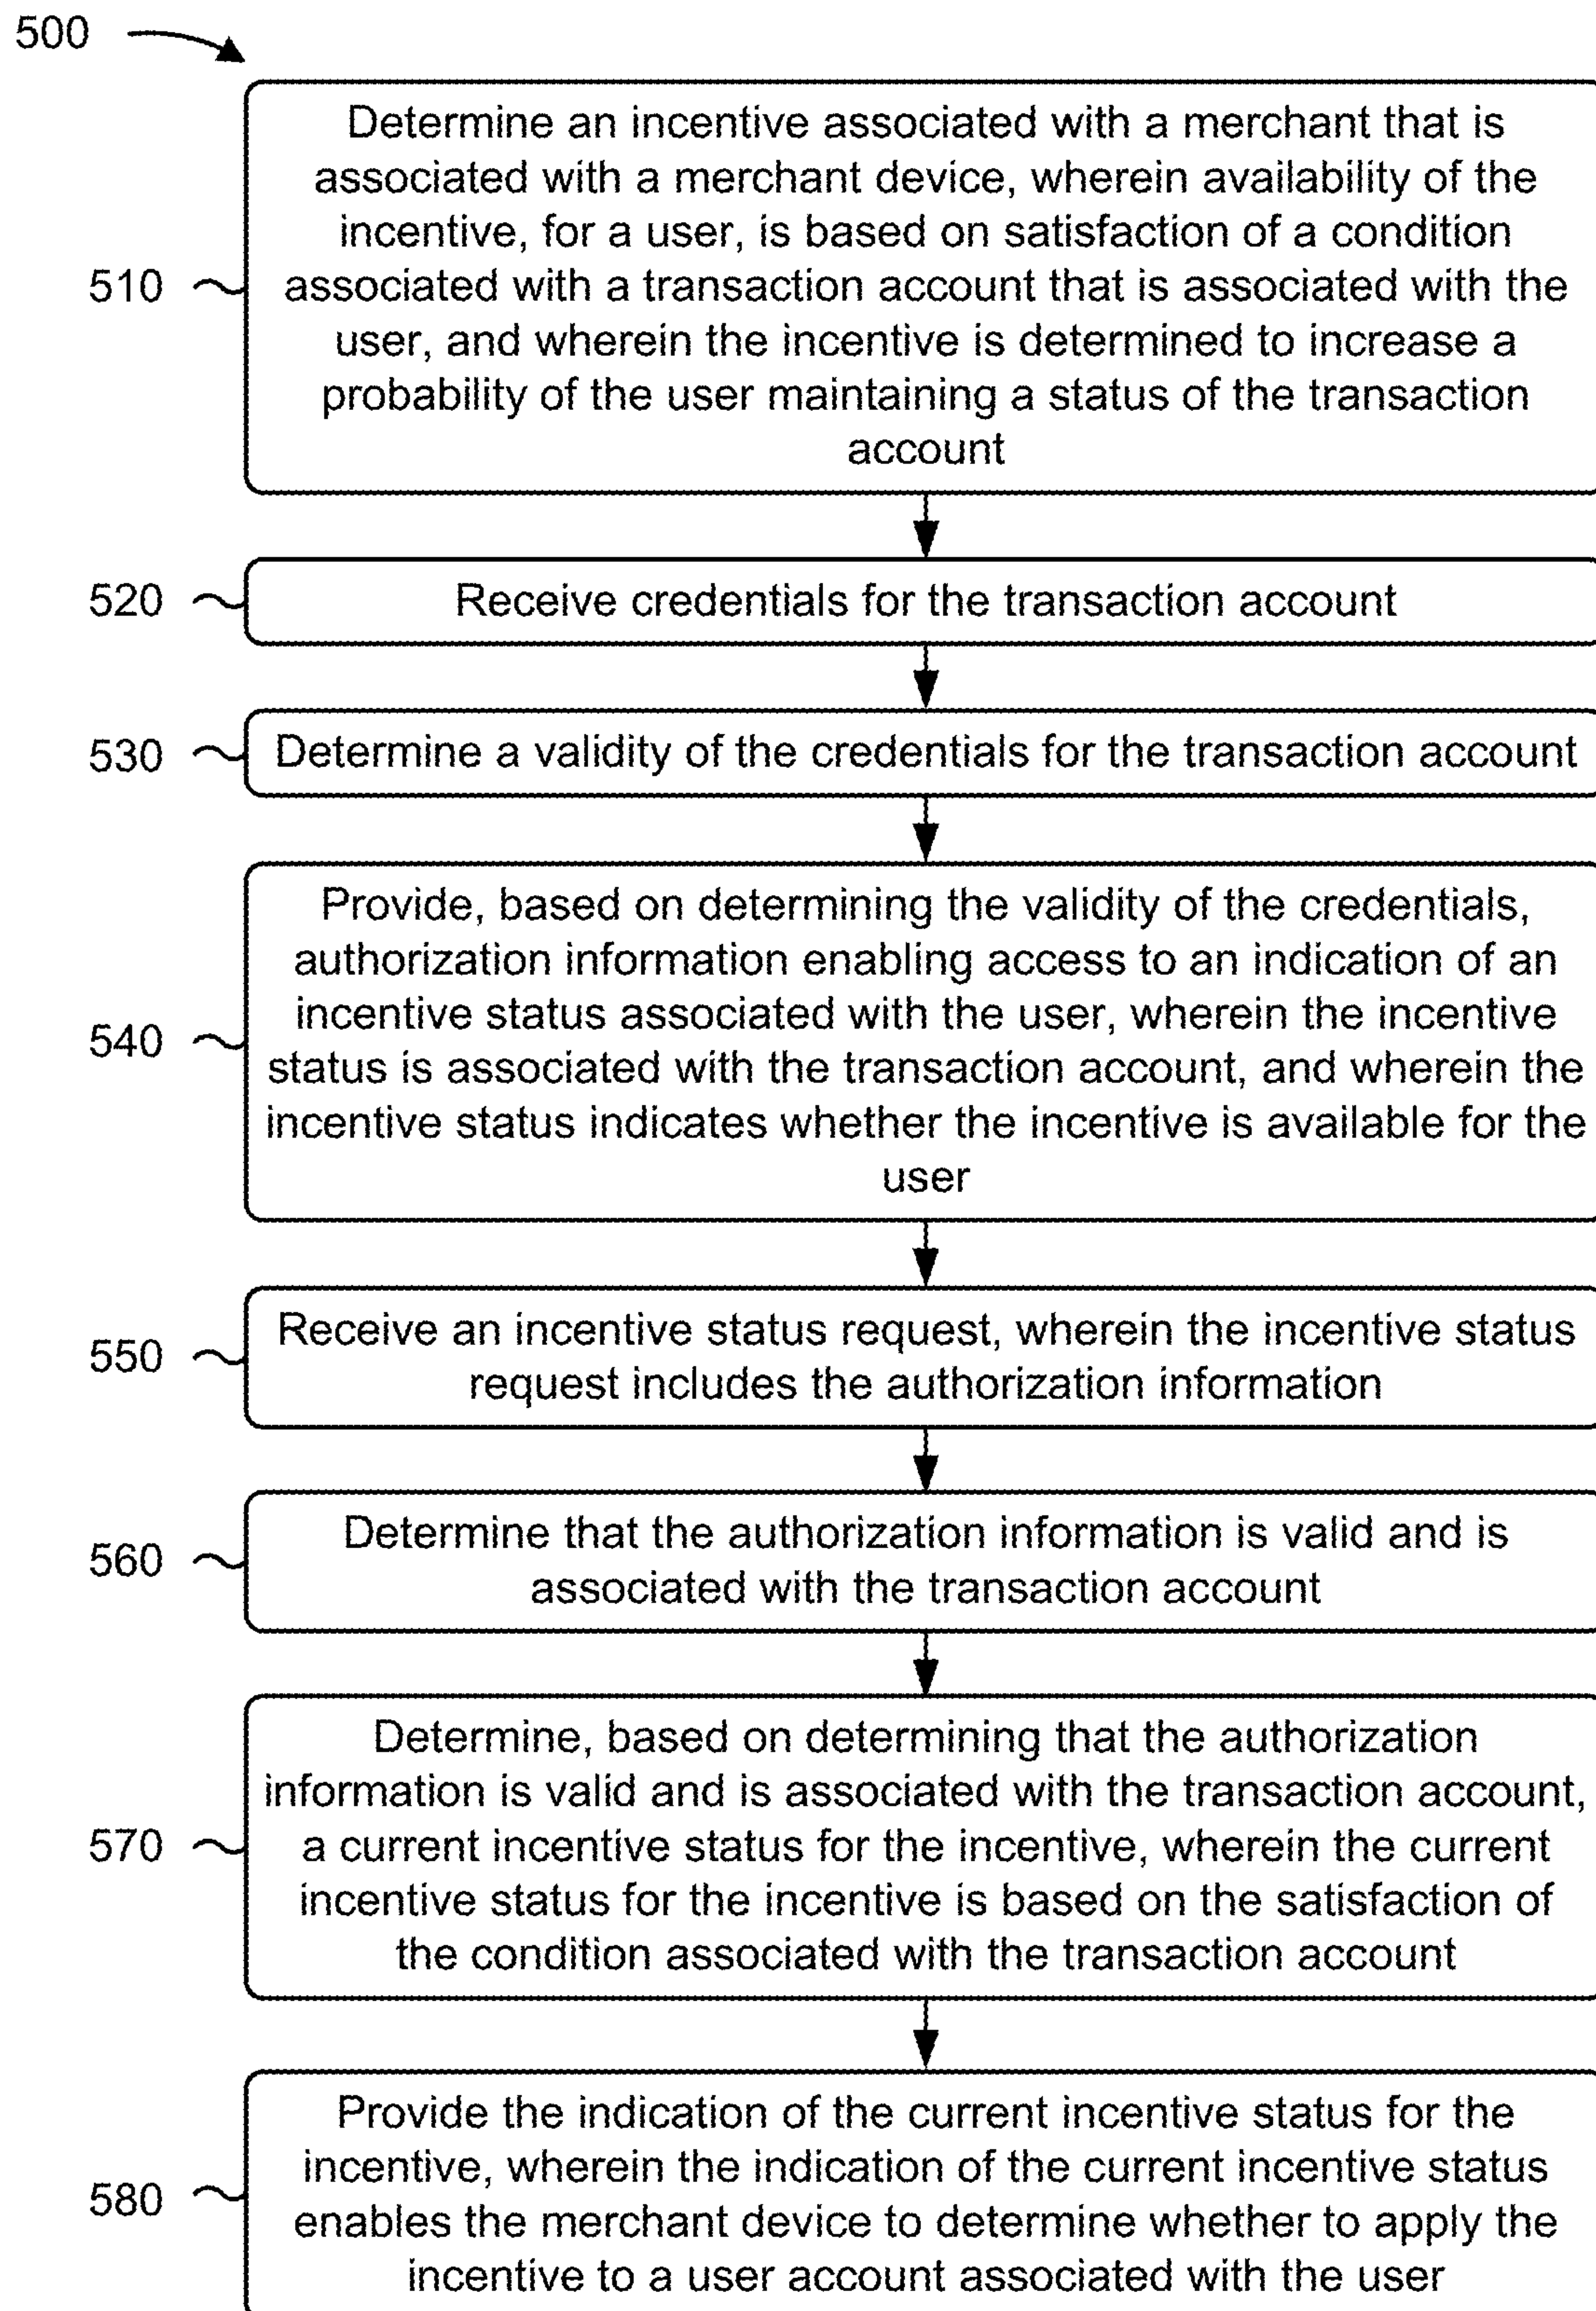 500
Determine an incentive associated with a merchant that is
associated with a merchant device, wherein availability of the
incentive, for a user, is based on satisfaction of a condition
510
associated with a transaction account that is associated with the
user, and wherein the incentive is determined to increase a
probability of the user maintaining a status of the transaction
account
520
Receive credentials for the transaction account
530
Determine a validity of the credentials for the transaction account
Provide, based on determining the validity of the credentials,
authorization information enabling access to an indication of an
incentive status associated with the user, wherein the incentive
540
status is associated with the transaction account, and wherein the
incentive status indicates whether the incentive is available for the
user
550
Receive an incentive status request, wherein the incentive status
request includes the authorization information
560
Determine that the authorization information is valid and is
associated with the transaction account
Determine, based on determining that the authorization
information is valid and is associated with the transaction account,
570
a current incentive status for the incentive, wherein the current
incentive status for the incentive is based on the satisfaction of
the condition associated with the transaction account
Provide the indication of the current incentive status for the
incentive, wherein the indication of the current incentive status
580
enables the merchant device to determine whether to apply the
incentive to a user account associated with the user